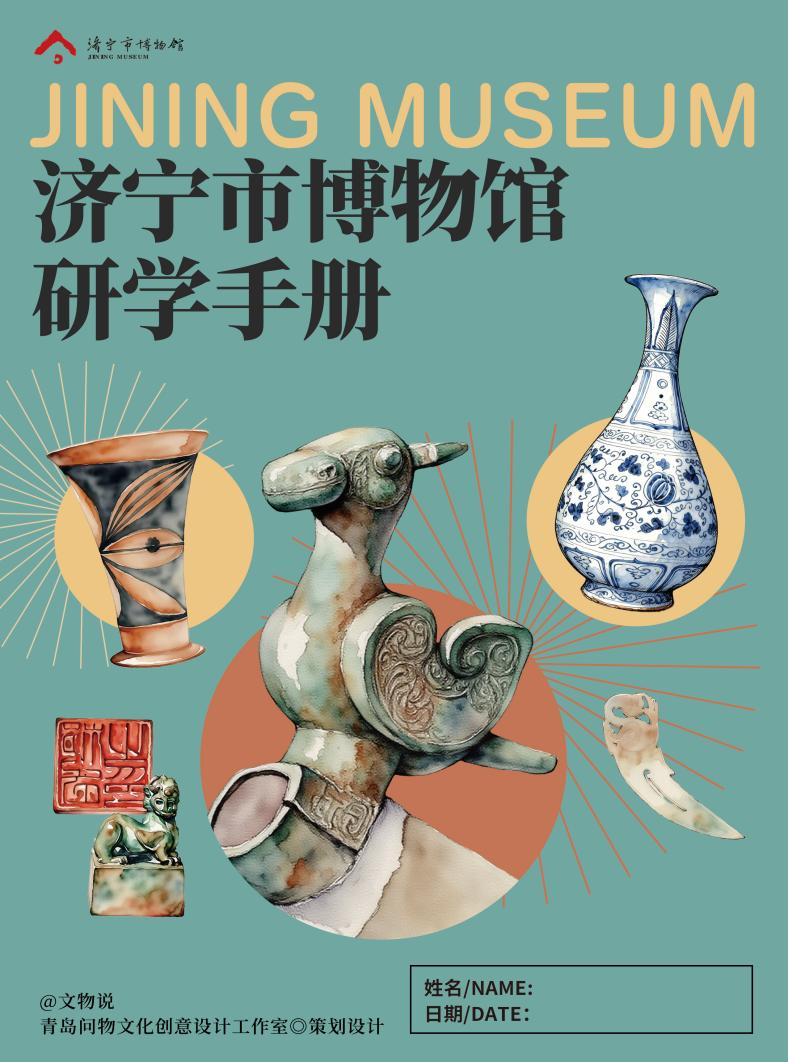 济宁市博物馆
JINING MUSEUM
JINING MUSEUM
济宁市博物馆
研学手册
@文物说
青岛问物文化创意设计工作室◎策划设计
姓名/NAME:
日期/DATE: